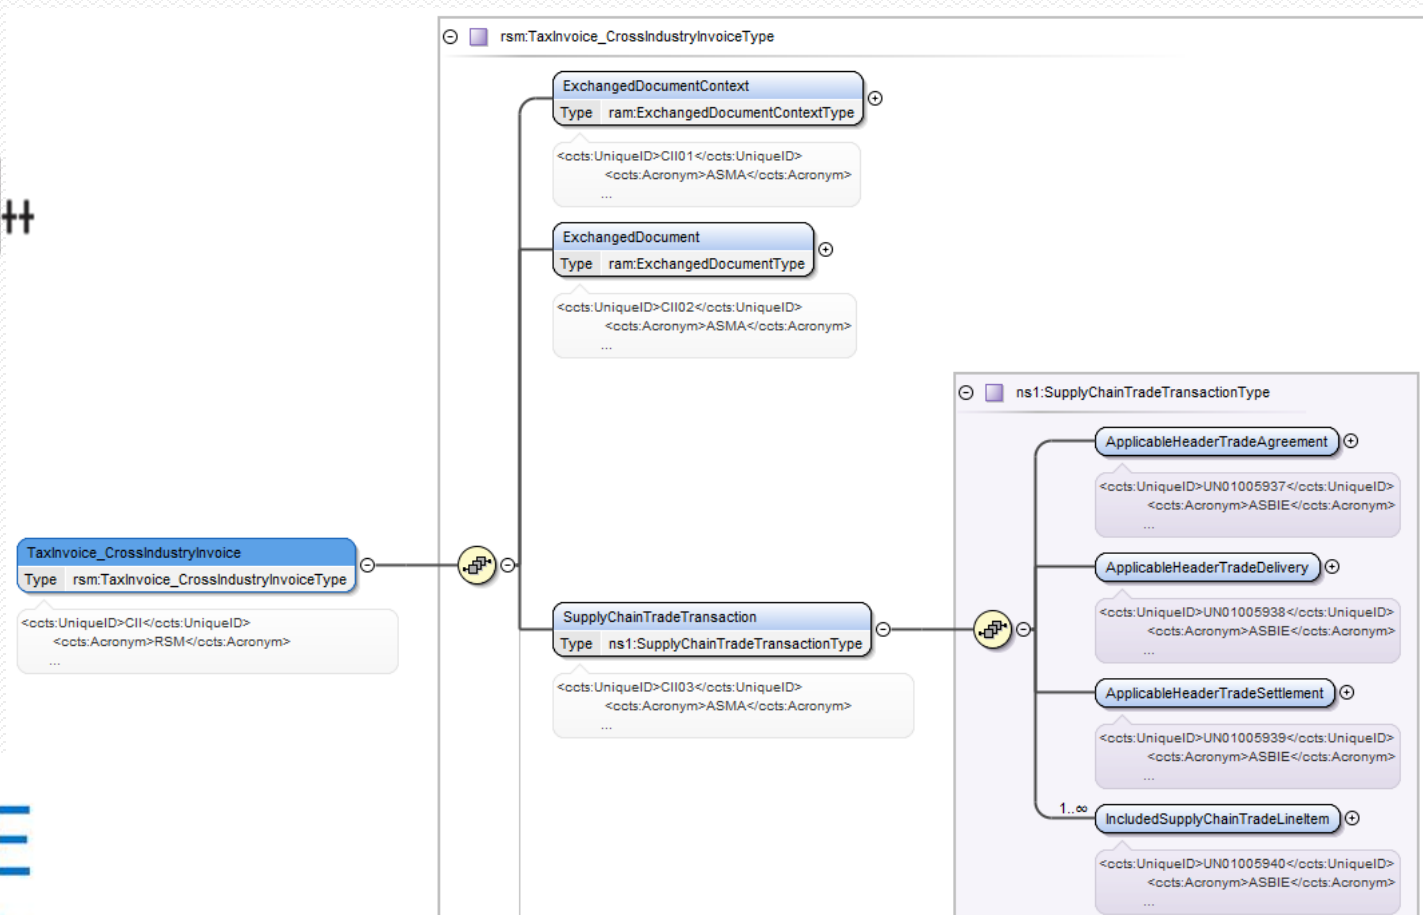 rsm:TaxInvoice_CrossIndustryInvoiceType
ExchangedDocumentContext
Type ram:ExchangedDocumentContextType
<ccts:UniqueID>CII01</ccts:UniqueID>
<ccts:Acronym>ASMA</ccts:Acronym>
...
ExchangedDocument
Type ram:ExchangedDocumentType
<ccts:UniqueID>CII02</ccts:UniqueID>
<ccts:Acronym>ASMA</ccts:Acronym>
...
TaxInvoice_CrossIndustryInvoice
Type rsm:TaxInvoice_CrossIndustryInvoiceType
<ccts:UniqueID>CII</ccts:UniqueID>
<ccts:Acronym>RSM</ccts:Acronym>
...
SupplyChainTradeTransaction
Type ns1:SupplyChainTradeTransactionType
<ccts:UniqueID>CII03</ccts:UniqueID>
<ccts:Acronym>ASMA</ccts:Acronym>
...
ns1:SupplyChainTradeTransactionType
ApplicableHeaderTradeAgreement
<ccts:UniqueID>UN01005937</ccts:UniqueID>
<ccts:Acronym>ASBIE</ccts:Acronym>
...
ApplicableHeaderTradeDelivery
<ccts:UniqueID>UN01005938</ccts:UniqueID>
<ccts:Acronym>ASBIE</ccts:Acronym>
...
ApplicableHeaderTradeSettlement
<ccts:UniqueID>UN01005939</ccts:UniqueID>
<ccts:Acronym>ASBIE</ccts:Acronym>
...
1..∞
IncludedSupplyChainTradeLineItem
<ccts:UniqueID>UN01005940</ccts:UniqueID>
<ccts:Acronym>ASBIE</ccts:Acronym>
...